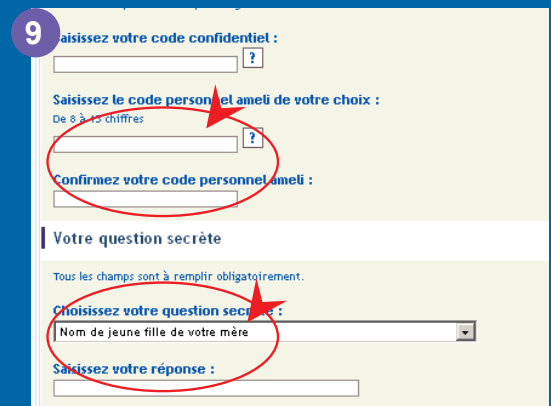 9
Saisissez votre code confidentiel :
?
Saisissez le code personnel ameli de votre choix :
De 8 à 13 chiffres
?
Confirmez votre code personnel ameli :
Votre question secrète
Tous les champs sont à remplir obligatoirement.
Choisissez votre question secrète :
Nom de jeune fille de votre mère
Saisissez votre réponse :